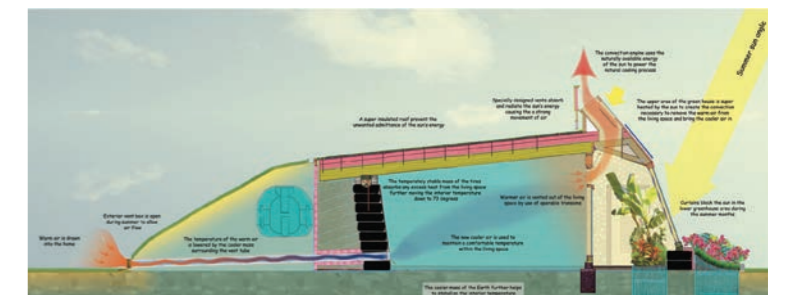 Summer sun angle
The convection engine uses the
naturally available energy
of the sun to power the
natural cooling process
Specially designed vents absorb
and radiate the sun's energy
causing the a strong
movement of air
The upper area of the green house is super
heated by the sun to create the convection
necessary to remove the warm air from
the living space and bring the cooler air in
A super insulated roof prevent the
unwanted admittance of the sun's energy
The temperature stable mass of the tires
absorbs any excess heat from the living space
further moving the interior temperature
down to 70 degrees
Warmer air is vented out of the living
space by use of operable transoms
Curtains block the sun in the
lower greenhouse area during
the summer months
Exterior vent box is open
during summer to allow
air flow
Warm air is drawn
into the home
The temperature of the warm air
is lowered by the cooler mass
surrounding the vent tube
The now cooler air is used to
maintain a comfortable temperature
within the living space
The cooler mass of the Earth further helps
to stabalize the interior temperature